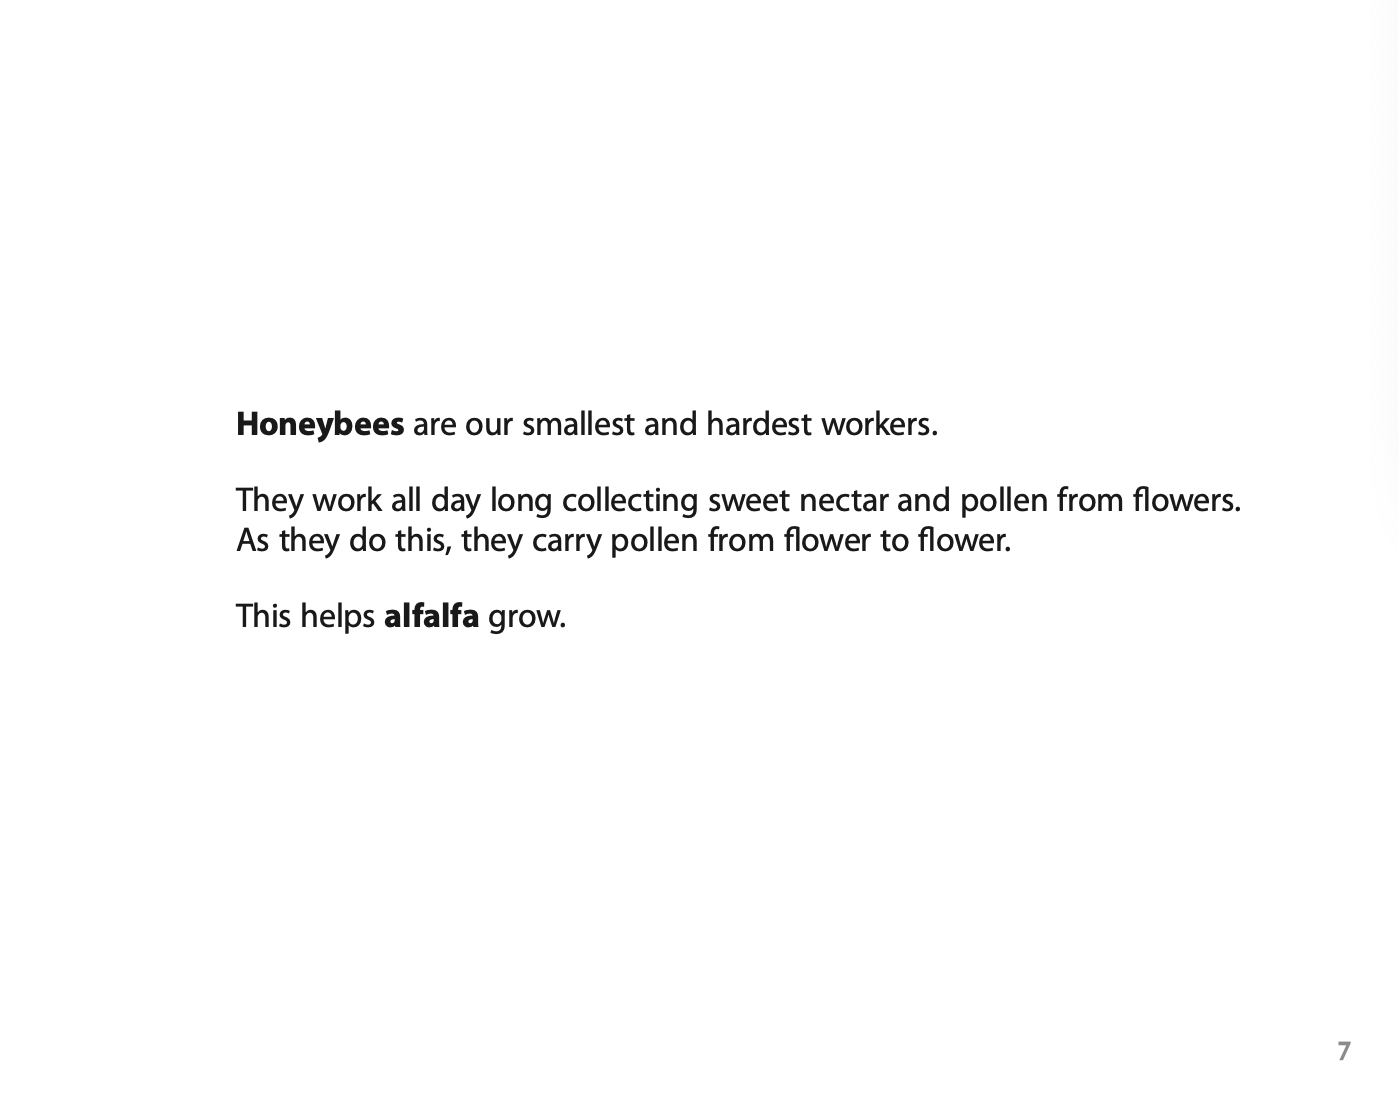 Honeybees are our smallest and hardest workers.
They work all day long collecting sweet nectar and pollen from flowers.
As they do this, they carry pollen from flower to flower.
This helps alfalfa grow.
7